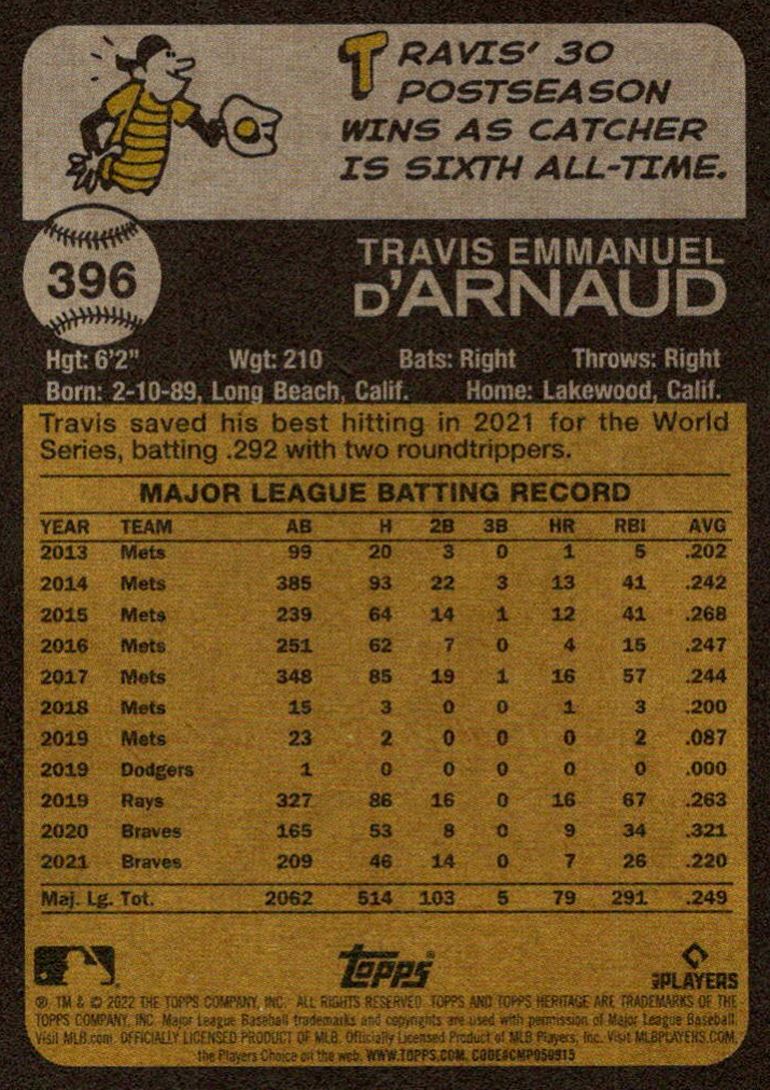 TRAVIS' 30
POSTSEASON
WINS AS CATCHER
IS SIXTH ALL-TIME.
396
TRAVIS EMMANUEL
D'ARNAUD
Hgt: 6'2" Wgt: 210 Bats: Right Throws: Right
Born: 2-10-89, Long Beach, Calif. Home: Lakewood, Calif.
Travis saved his best hitting in 2021 for the World
Series, batting .292 with two roundtrippers.
MAJOR LEAGUE BATTING RECORD
YEAR TEAM AB H 2B 3B HR RBI AVG
2013 Mets 99 20 3 0 1 5 .202
2014 Mets 385 93 22 3 13 41 .242
2015 Mets 239 64 14 1 12 41 .268
2016 Mets 251 62 7 0 4 15 .247
2017 Mets 348 85 19 1 16 57 .244
2018 Mets 15 3 0 0 1 3 .200
2019 Mets 23 2 0 0 0 2 .087
2019 Dodgers 1 0 0 0 0 0 .000
2019 Rays 327 86 16 0 16 67 .263
2020 Braves 165 53 8 0 9 34 .321
2021 Braves 209 46 14 0 7 26 .220
Maj. Lg. Tot. 2062 514 103 5 79 291 .249
topps
PLAYERS
® TM & © 2022 THE TOPPS COMPANY, INC. ALL RIGHTS RESERVED. TOPPS AND TOPPS HERITAGE ARE TRADEMARKS OF THE
TOPPS COMPANY, INC. Major League Baseball trademarks and copyrights are used with permission of Major League Baseball.
Visit MLB.com. OFFICIALLY LICENSED PRODUCT OF MLB. Officially Licensed Product of MLB Players, Inc. Visit MLBPLAYERS.COM,
the Players Choice on the web. WWW.TOPPS.COM. CODE#CMP050915